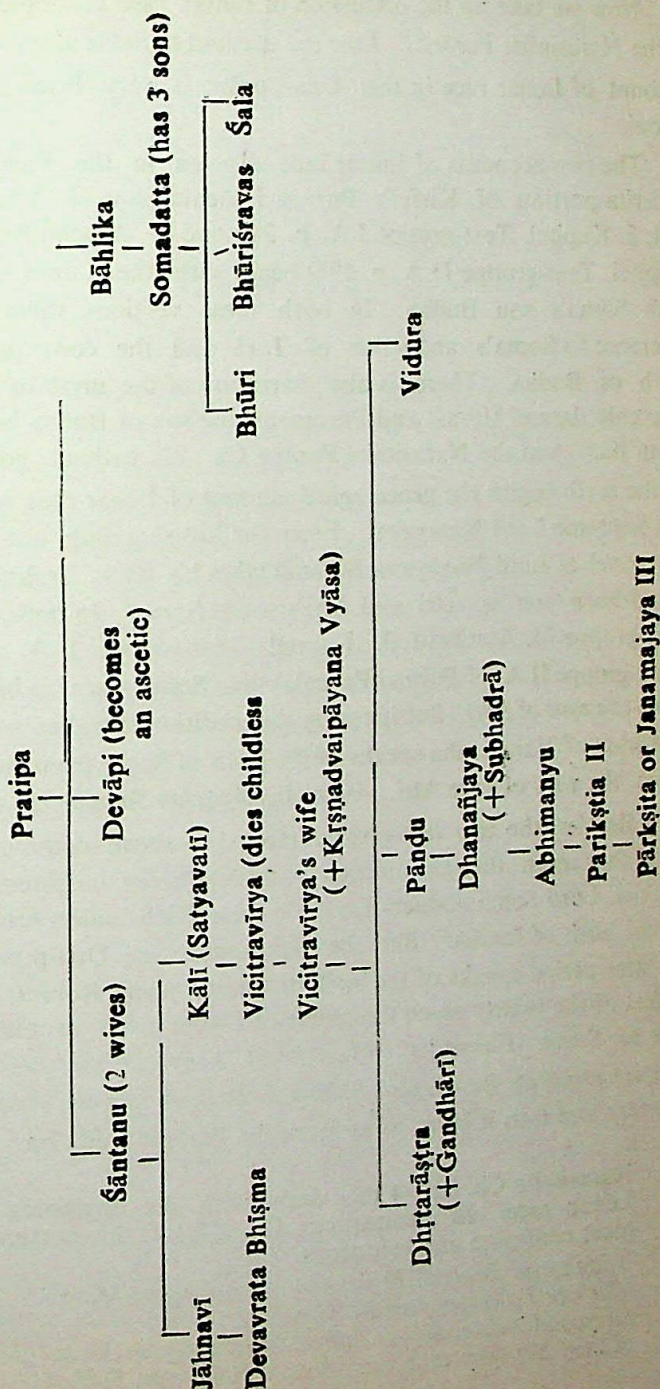 Pratipa
Śāntanu (2 wives)
Devāpi (becomes
an ascetic)
Bāhlika
Somadatta (has 3 sons)
Bhūri
Bhūriśravas
Śala
Jāhnavī
Devavrata Bhīṣma
Kālī (Satyavatī)
Vicitravīrya (dies childless
Vicitravīrya's wife
(+Kṛṣṇadvaipāyana Vyāsa)
Dhṛtarāṣṭra
(+Gandhārī)
Pāṇḍu
Dhanañjaya
(+Subhadrā)
Abhimanyu
Parikṣtia II
Pārkṣita or Janamajaya III
Vidura